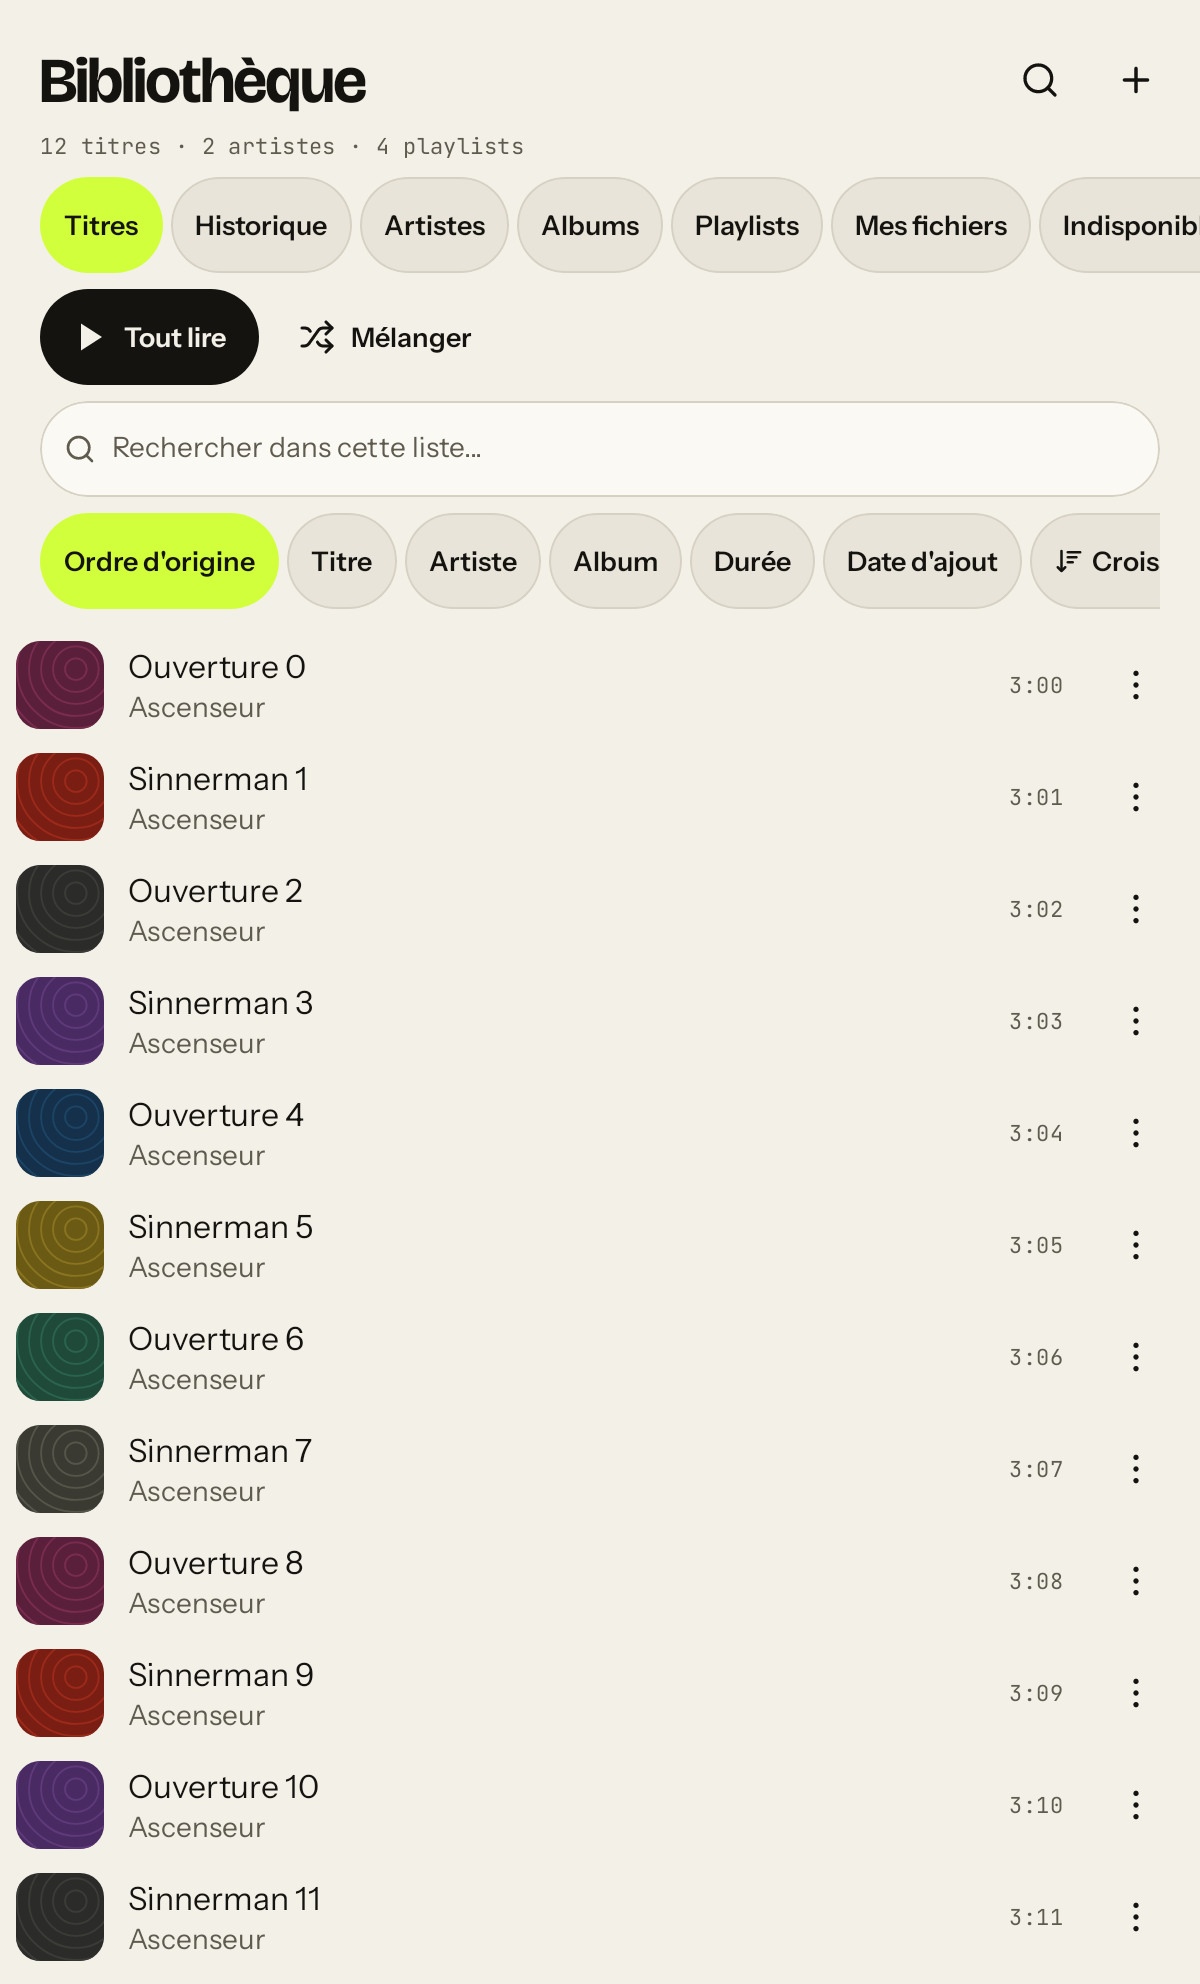 Bibliothèque
12 titres · 2 artistes · 4 playlists
Titres Historique Artistes Albums Playlists Mes fichiers Indisponibl
Tout lire Mélanger
Rechercher dans cette liste...
Ordre d'origine Titre Artiste Album Durée Date d'ajout Crois
Ouverture 0
Ascenseur
3:00
Sinnerman 1
Ascenseur
3:01
Ouverture 2
Ascenseur
3:02
Sinnerman 3
Ascenseur
3:03
Ouverture 4
Ascenseur
3:04
Sinnerman 5
Ascenseur
3:05
Ouverture 6
Ascenseur
3:06
Sinnerman 7
Ascenseur
3:07
Ouverture 8
Ascenseur
3:08
Sinnerman 9
Ascenseur
3:09
Ouverture 10
Ascenseur
3:10
Sinnerman 11
Ascenseur
3:11